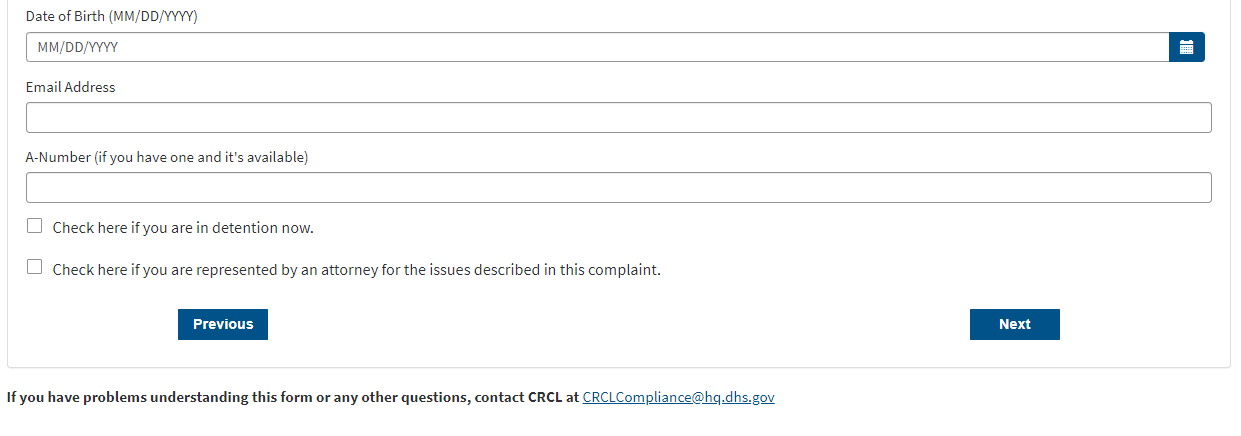 Date of Birth (MM/DD/YYYY)
MM/DD/YYYY
Email Address
A-Number (if you have one and it's available)
Check here if you are in detention now.
Check here if you are represented by an attorney for the issues described in this complaint.
Previous
Next
If you have problems understanding this form or any other questions, contact CRCL at CRCLCompliance@hq.dhs.gov